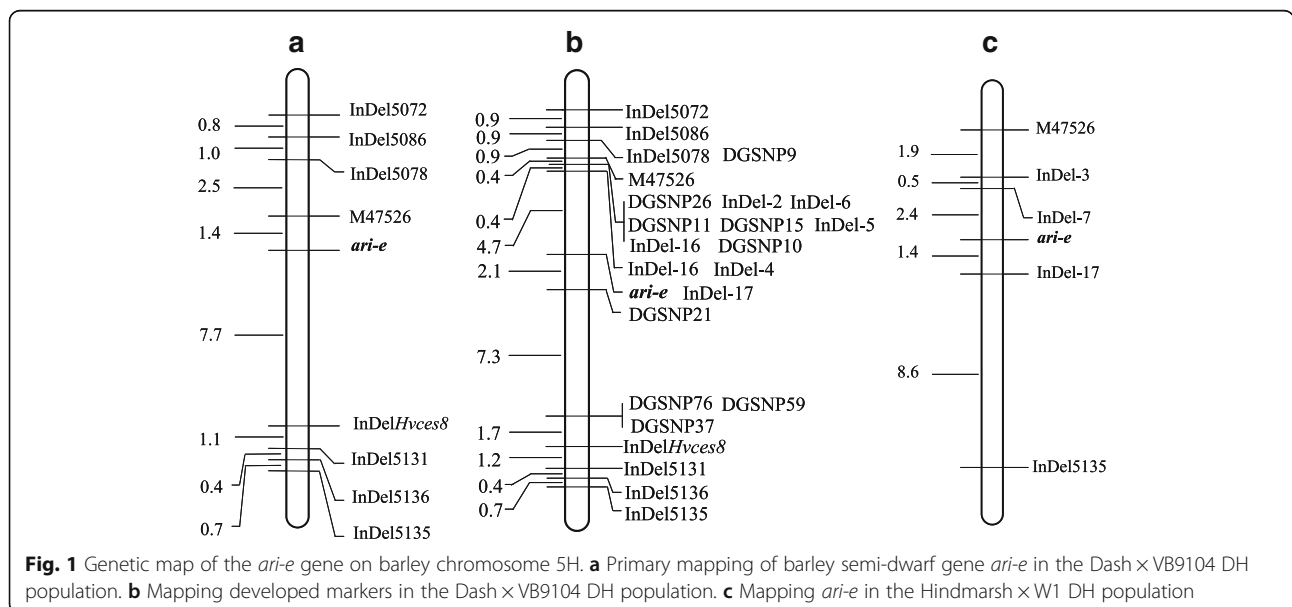 a
0.8
1.0
2.5
1.4
7.7
1.1
0.4
0.7
InDel5072
InDel5086
InDel5078
M47526
ari-e
InDelHvces8
InDel5131
InDel5136
InDel5135
b
0.9
0.9
0.9
0.4
0.4
4.7
2.1
7.3
1.7
1.2
0.4
0.7
InDel5072
InDel5086
InDel5078 DGSNP9
M47526
DGSNP26 InDel-2 InDel-6
DGSNP11 DGSNP15 InDel-5
InDel-16 DGSNP10
InDel-16 InDel-4
ari-e InDel-17
DGSNP21
DGSNP76 DGSNP59
DGSNP37
InDelHvces8
InDel5131
InDel5136
InDel5135
c
1.9
0.5
2.4
1.4
8.6
M47526
InDel-3
InDel-7
ari-e
InDel-17
InDel5135
Fig. 1 Genetic map of the ari-e gene on barley chromosome 5H. a Primary mapping of barley semi-dwarf gene ari-e in the Dash × VB9104 DH
population. b Mapping developed markers in the Dash × VB9104 DH population. c Mapping ari-e in the Hindmarsh × W1 DH population